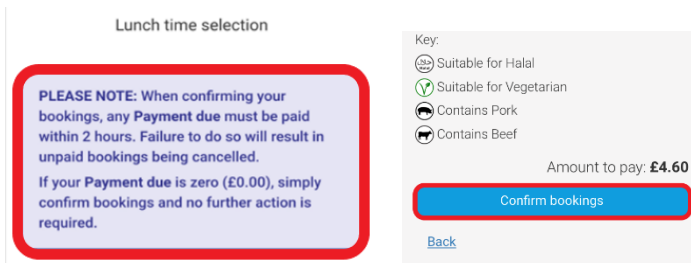 Lunch time selection
PLEASE NOTE: When confirming your
bookings, any Payment due must be paid
within 2 hours. Failure to do so will result in
unpaid bookings being cancelled.
If your Payment due is zero (£0.00), simply
confirm bookings and no further action is
required.
Key:
Suitable for Halal
Suitable for Vegetarian
Contains Pork
Contains Beef
Amount to pay: £4.60
Confirm bookings
Back